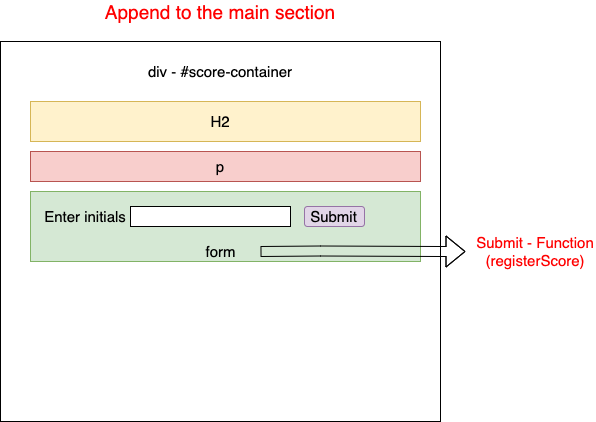 Append to the main section
div - #score-container
H2
p
Enter initials
Submit
form
Submit - Function
(registerScore)